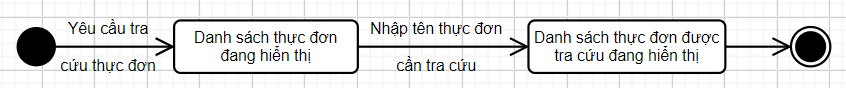 Yêu cầu tra
cứu thực đơn
Danh sách thực đơn
đang hiển thị
Nhập tên thực đơn
cần tra cứu
Danh sách thực đơn được
tra cứu đang hiển thị